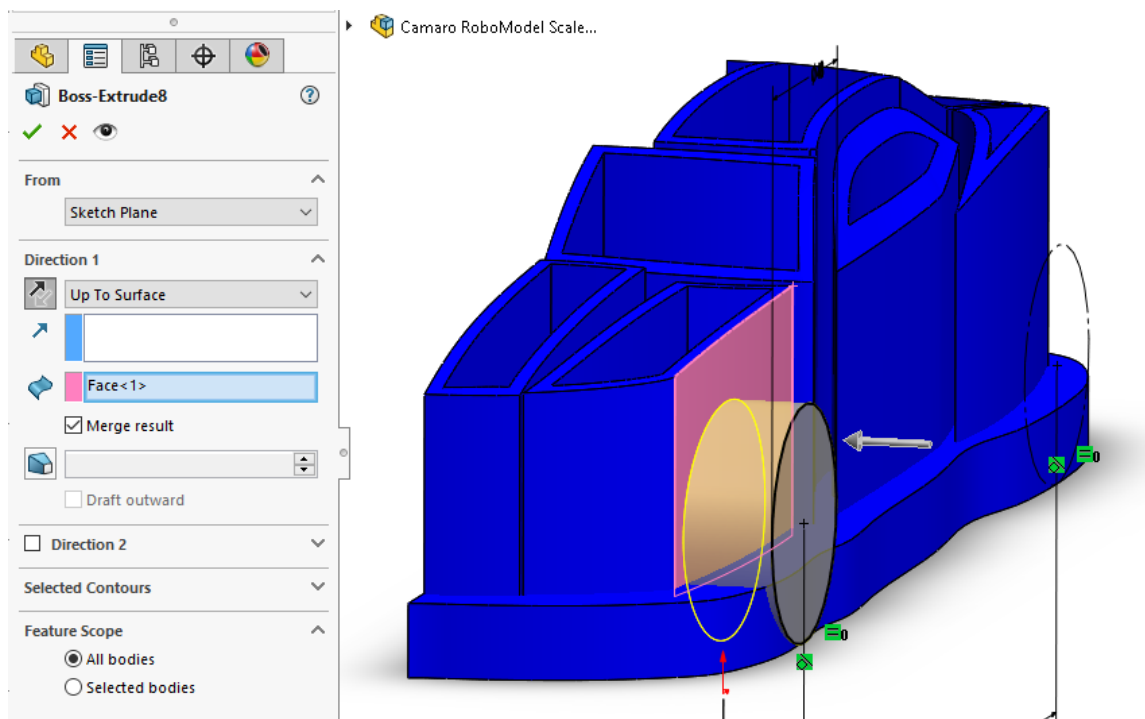 Camaro RoboModel Scale...
Boss-Extrude8
From
Sketch Plane
Direction 1
Up To Surface
Face<1>
Merge result
Draft outward
Direction 2
Selected Contours
Feature Scope
All bodies
Selected bodies
0
0